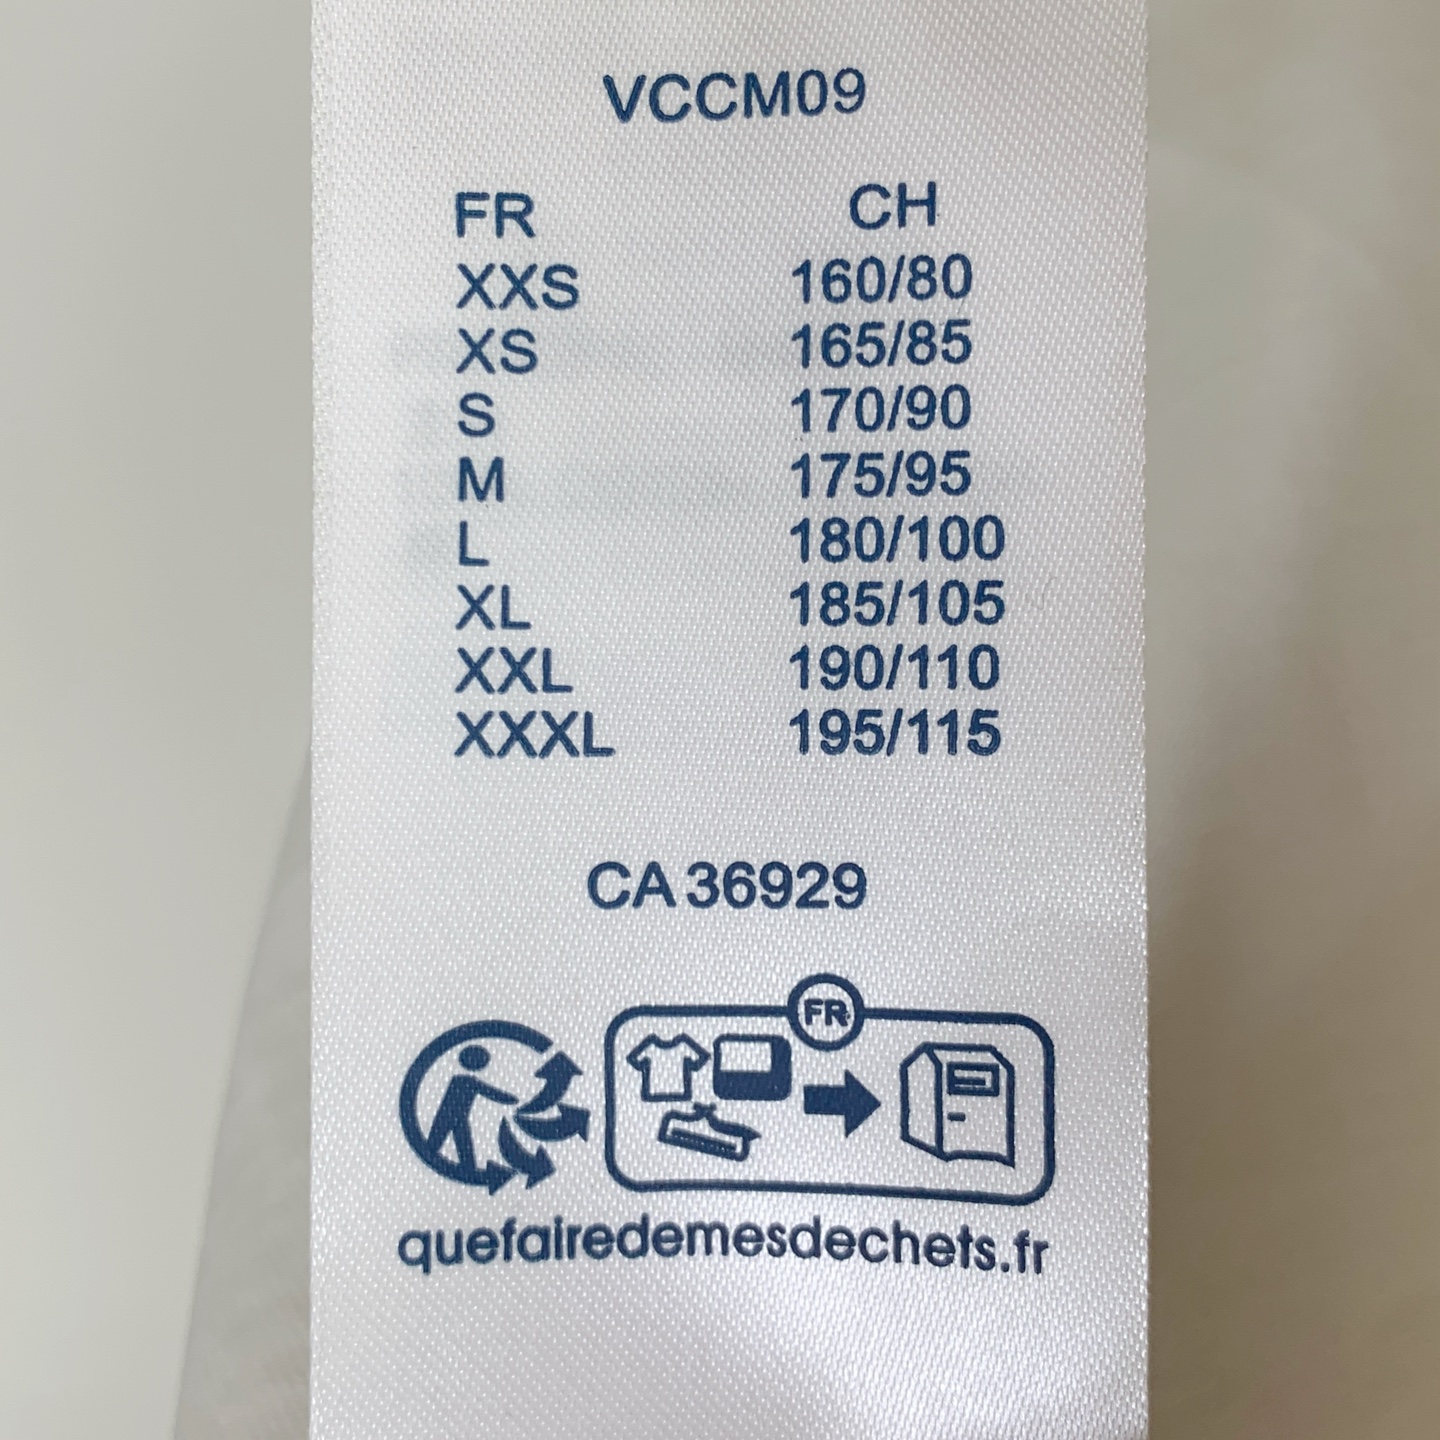 VCCM09
FR CH
XXS 160/80
XS 165/85
S 170/90
M 175/95
L 180/100
XL 185/105
XXL 190/110
XXXL 195/115
CA 36929
FR
quefairedemesdechets.fr